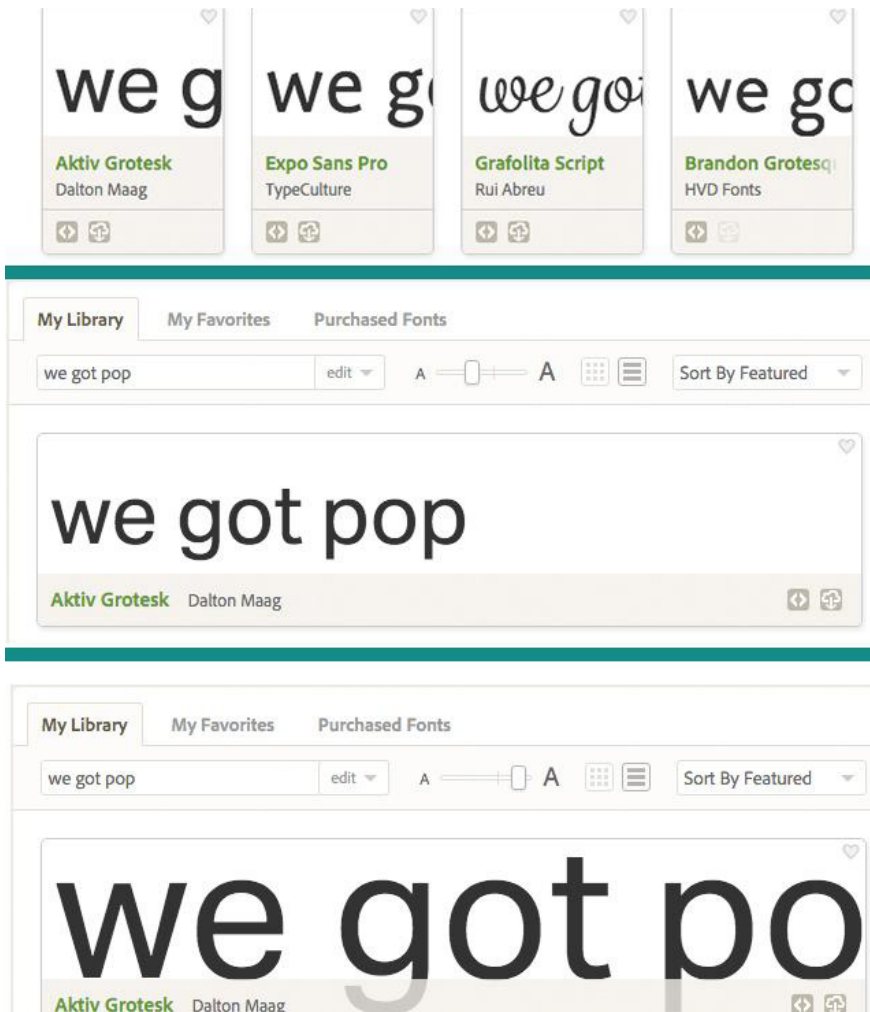 we g we g we got we go
Aktiv Grotesk Expo Sans Pro Grafolita Script Brandon Grotesq
Dalton Maag TypeCulture Rui Abreu HVD Fonts
My Library My Favorites Purchased Fonts
we got pop edit A A Sort By Featured
we got pop
Aktiv Grotesk Dalton Maag
My Library My Favorites Purchased Fonts
we got pop edit A A Sort By Featured
we got po
Aktiv Grotesk Dalton Maag